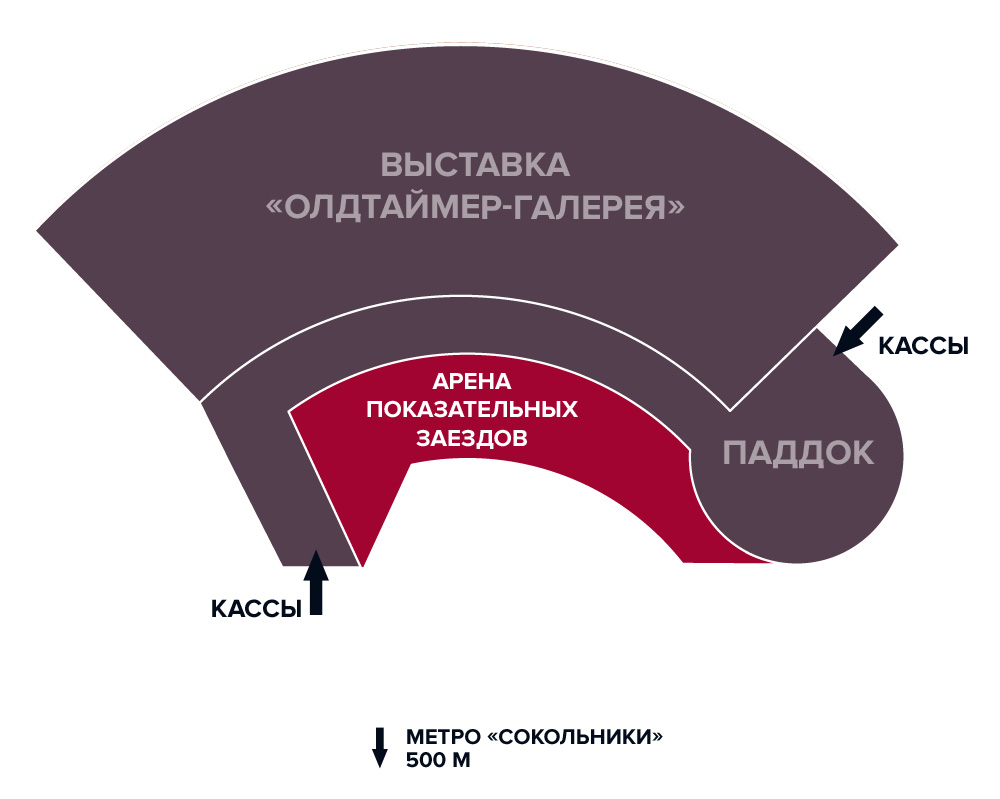 ВЫСТАВКА
«ОЛДТАЙМЕР-ГАЛЕРЕЯ»
КАССЫ
АРЕНА
ПОКАЗАТЕЛЬНЫХ
ЗАЕЗДОВ
ПАДДОК
КАССЫ
МЕТРО «СОКОЛЬНИКИ»
500 М